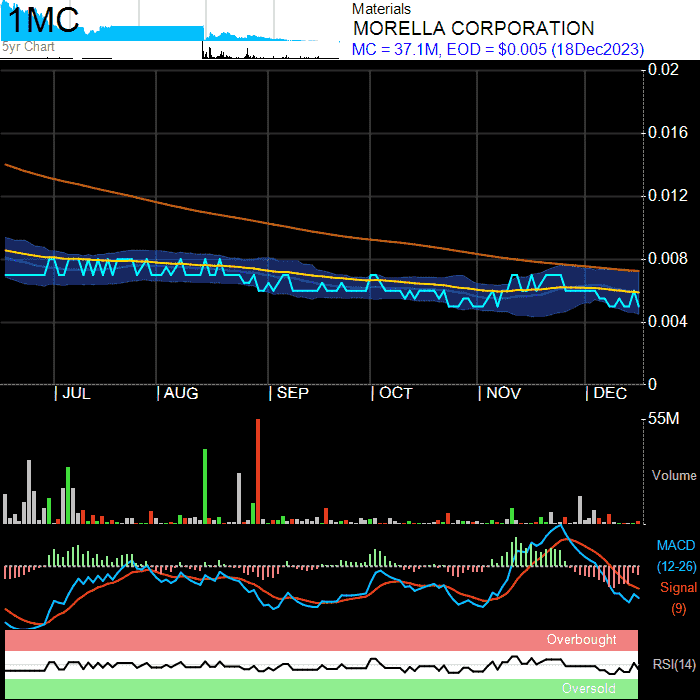 1MC
5yr Chart
Materials
MORELLA CORPORATION
MC = 37.1M, EOD = $0.005 (18Dec2023)
0.02
0.016
0.012
0.008
0.004
0
JUL AUG SEP OCT NOV DEC
55M
Volume
MACD
(12-26)
Signal
(9)
Overbought
RSI(14)
Oversold